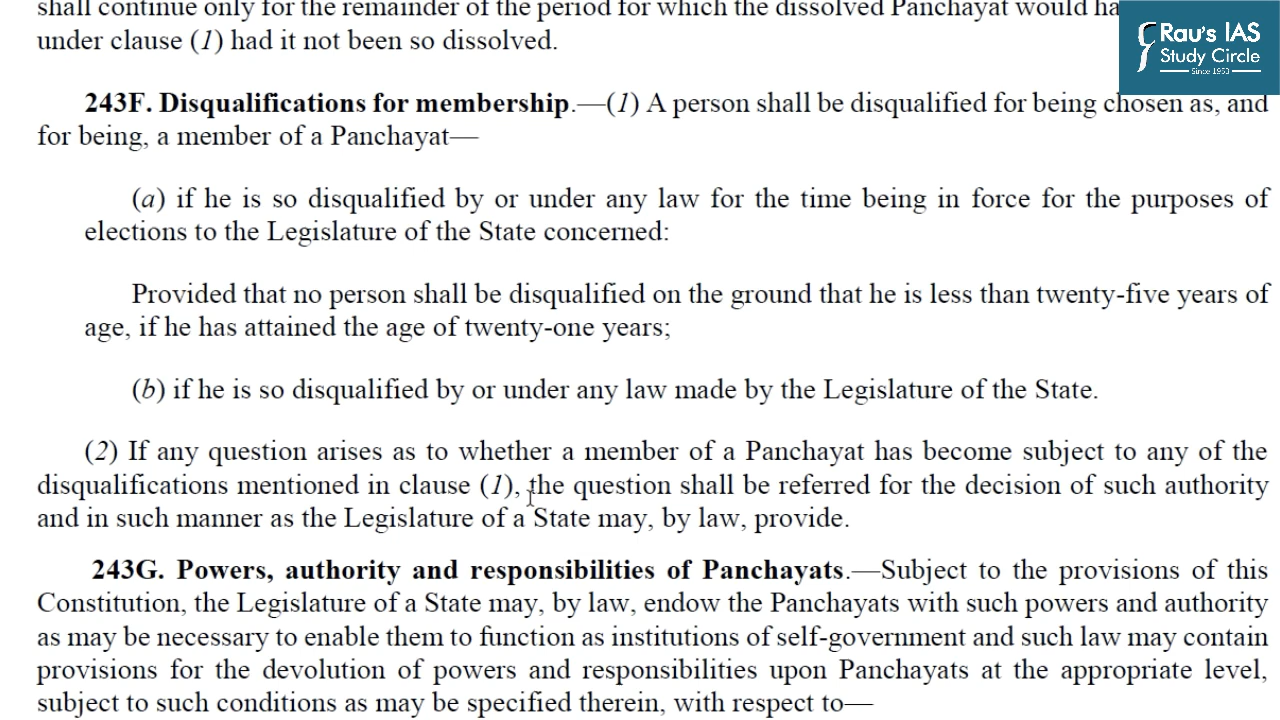 shall continue only for the remainder of the period for which the dissolved Panchayat would ha
under clause (1) had it not been so dissolved.
Rau's IAS
Study Circle
Since 1953
243F. Disqualifications for membership.—(1) A person shall be disqualified for being chosen as, and
for being, a member of a Panchayat—
(a) if he is so disqualified by or under any law for the time being in force for the purposes of
elections to the Legislature of the State concerned:
Provided that no person shall be disqualified on the ground that he is less than twenty-five years of
age, if he has attained the age of twenty-one years;
(b) if he is so disqualified by or under any law made by the Legislature of the State.
(2) If any question arises as to whether a member of a Panchayat has become subject to any of the
disqualifications mentioned in clause (1), the question shall be referred for the decision of such authority
and in such manner as the Legislature of a State may, by law, provide.
243G. Powers, authority and responsibilities of Panchayats.—Subject to the provisions of this
Constitution, the Legislature of a State may, by law, endow the Panchayats with such powers and authority
as may be necessary to enable them to function as institutions of self-government and such law may contain
provisions for the devolution of powers and responsibilities upon Panchayats at the appropriate level,
subject to such conditions as may be specified therein, with respect to—